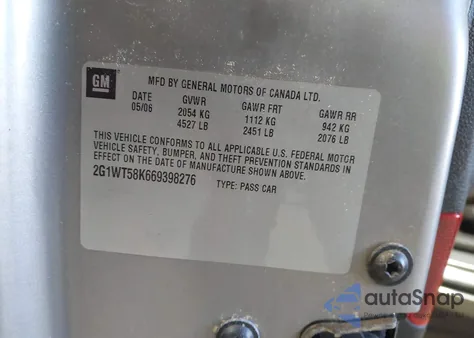 GM
MFD BY GENERAL MOTORS OF CANADA LTD.
DATE GVWR GAWR FRT GAWR RR
05/06 2054 KG 1112 KG 942 KG
4527 LB 2451 LB 2076 LB
THIS VEHICLE CONFORMS TO ALL APPLICABLE U.S. FEDERAL MOTOR
VEHICLE SAFETY, BUMPER, AND THEFT PREVENTION STANDARDS IN
EFFECT ON THE DATE OF MANUFACTURE SHOWN ABOVE.
2G1WT58K669398276 TYPE: PASS CAR
autoSnap